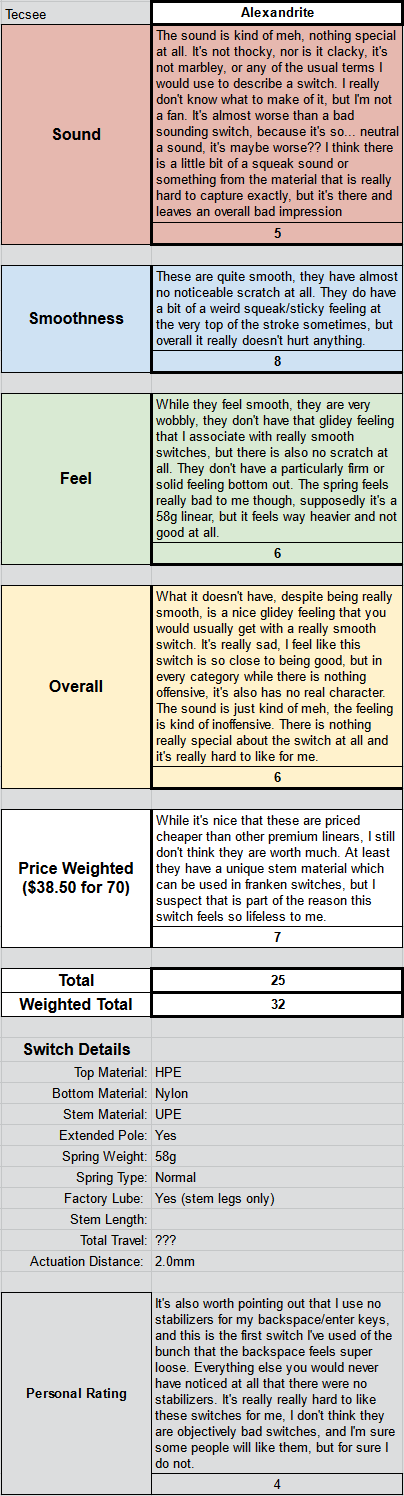 Tecsee
Alexandrite
Sound
The sound is kind of meh, nothing special
at all. It's not thocky, nor is it clacky, it's
not marbley, or any of the usual terms I
would use to describe a switch. I really
don't know what to make of it, but I'm not
a fan. It's almost worse than a bad
sounding switch, because it's so... neutral
a sound, it's maybe worse?? I think there
is a little bit of a squeak sound or
something from the material that is really
hard to capture exactly, but it's there and
leaves an overall bad impression
5
Smoothness
These are quite smooth, they have almost
no noticeable scratch at all. They do have
a bit of a weird squeak/sticky feeling at
the very top of the stroke sometimes, but
overall it really doesn't hurt anything.
8
Feel
While they feel smooth, they are very
wobbly, they don't have that glidey feeling
that I associate with really smooth
switches, but there is also no scratch at
all. They don't have a particularly firm or
solid feeling bottom out. The spring feels
really bad to me though, supposedly it's a
58g linear, but it feels way heavier and not
good at all.
6
Overall
What it doesn't have, despite being really
smooth, is a nice glidey feeling that you
would usually get with a really smooth
switch. It's really sad, I feel like this
switch is so close to being good, but in
every category while there is nothing
offensive, it's also has no real character.
The sound is just kind of meh, the feeling
is kind of inoffensive. There is nothing
really special about the switch at all and
it's really hard to like for me.
6
Price Weighted
($38.50 for 70)
While it's nice that these are priced
cheaper than other premium linears, I still
don't think they are worth much. At least
they have a unique stem material which
can be used in franken switches, but I
suspect that is part of the reason this
switch feels so lifeless to me.
7
Total
25
Weighted Total
32
Switch Details
Top Material: HPE
Bottom Material: Nylon
Stem Material: UPE
Extended Pole: Yes
Spring Weight: 58g
Spring Type: Normal
Factory Lube: Yes (stem legs only)
Stem Length:
Total Travel: ???
Actuation Distance: 2.0mm
Personal Rating
It's also worth pointing out that I use no
stabilizers for my backspace/enter keys,
and this is the first switch I've used of the
bunch that the backspace feels super
loose. Everything else you would never
have noticed at all that there were no
stabilizers. It's really really hard to like
these switches for me, I don't think they
are objectively bad switches, and I'm sure
some people will like them, but for sure I
do not.
4